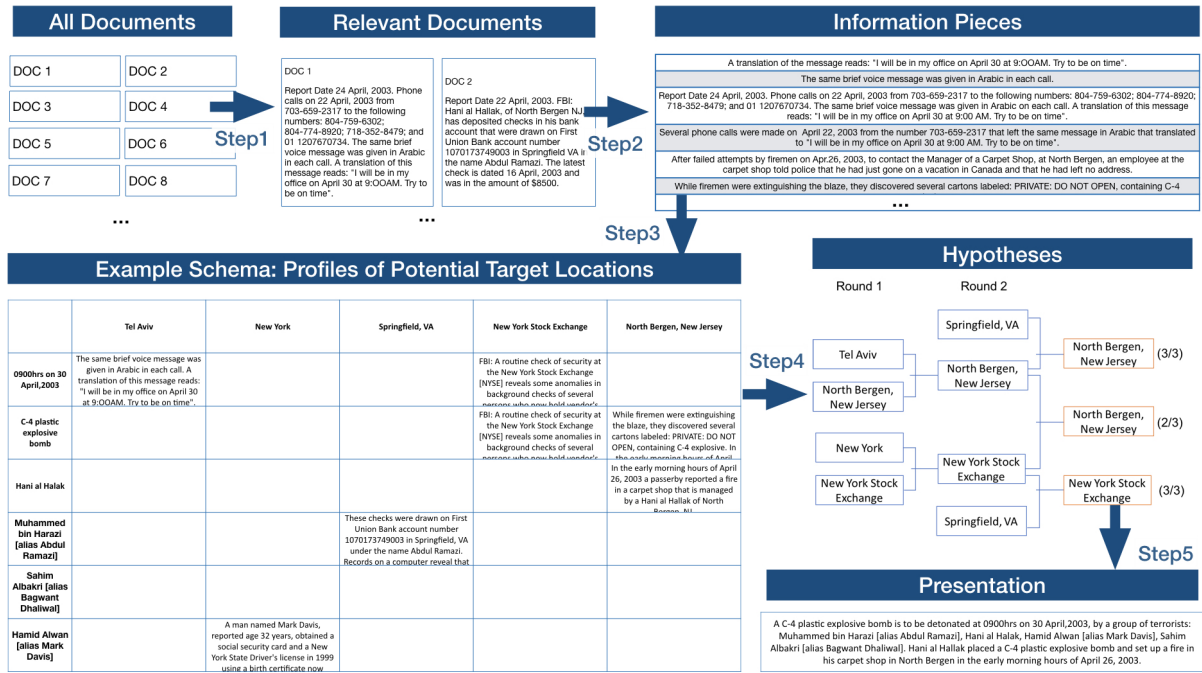 All Documents
DOC 1
DOC 2
DOC 3
DOC 4
DOC 5
DOC 6
DOC 7
DOC 8
...
Step1
Relevant Documents
DOC 1
Report Date 24 April, 2003. Phone
calls on 22 April, 2003 from
703-659-2317 to the following
numbers: 804-759-6302;
804-774-8920; 718-352-8479; and
01 1207670734. The same brief
voice message was given in Arabic
in each call. A translation of this
message reads: "I will be in my
office on April 30 at 9:OOAM. Try to
be on time".
DOC 2
Report Date 22 April, 2003. FBI:
Hani al Hallak, of North Bergen NJ,
has deposited checks in his bank
account that were drawn on First
Union Bank account number
1070173749003 in Springfield VA in
the name Abdul Ramazi. The latest
check is dated 16 April, 2003 and
was in the amount of $8500.
...
Step2
Information Pieces
A translation of the message reads: "I will be in my office on April 30 at 9:OOAM. Try to be on time".
The same brief voice message was given in Arabic in each call.
Report Date 24 April, 2003. Phone calls on 22 April, 2003 from 703-659-2317 to the following numbers: 804-759-6302; 804-774-8920;
718-352-8479; and 01 1207670734. The same brief voice message was given in Arabic on each call. A translation of this message
reads: "I will be in my office on April 30 at 9:OOAM. Try to be on time".
Several phone calls were made on April 22, 2003 from the number 703-659-2317 that left the same message in Arabic that translated
to "I will be in my office on April 30 at 9:00 AM. Try to be on time".
After failed attempts by firemen on Apr.26, 2003, to contact the Manager of a Carpet Shop, at North Bergen, an employee at the
carpet shop told police that he had just gone on a vacation in Canada and that he had left no address.
While firemen were extinguishing the blaze, they discovered several cartons labeled: PRIVATE: DO NOT OPEN, containing C-4
...
Step3
Example Schema: Profiles of Potential Target Locations
Tel Aviv
New York
Springfield, VA
New York Stock Exchange
North Bergen, New Jersey
0900hrs on 30
April,2003
The same brief voice message was
given in Arabic in each call. A
translation of this message reads:
"I will be in my office on April 30
at 9:OOAM. Try to be on time".
FBI: A routine check of security at
the New York Stock Exchange
[NYSE] reveals some anomalies in
background checks of several
persons who now hold vendor's
C-4 plastic
explosive
bomb
FBI: A routine check of security at
the New York Stock Exchange
[NYSE] reveals some anomalies in
background checks of several
persons who now hold vendor's
While firemen were extinguishing
the blaze, they discovered several
cartons labeled: PRIVATE: DO NOT
OPEN, containing C-4 explosive. In
the early morning hours of April
Hani al Halak
In the early morning hours of April
26, 2003 a passerby reported a fire
in a carpet shop that is managed
by a Hani al Hallak of North
Bergen, NJ
Muhammed
bin Harazi
[alias Abdul
Ramazi]
These checks were drawn on First
Union Bank account number
1070173749003 in Springfield, VA
under the name Abdul Ramazi.
Records on a computer reveal that
Sahim
Albakri [alias
Bagwant
Dhaliwal]
Hamid Alwan
[alias Mark
Davis]
A man named Mark Davis,
reported age 32 years, obtained a
social security card and a New
York State Driver's license in 1999
using a birth certificate now
Step4
Hypotheses
Round 1
Round 2
Tel Aviv
North Bergen,
New Jersey
New York
New York Stock
Exchange
Springfield, VA
North Bergen,
New Jersey
New York Stock
Exchange
Springfield, VA
North Bergen,
New Jersey
(3/3)
North Bergen,
New Jersey
(2/3)
New York Stock
Exchange
(3/3)
Step5
Presentation
A C-4 plastic explosive bomb is to be detonated at 0900hrs on 30 April,2003, by a group of terrorists:
Muhammed bin Harazi [alias Abdul Ramazi], Hani al Halak, Hamid Alwan [alias Mark Davis], Sahim
Albakri [alias Bagwant Dhaliwal]. Hani al Halak placed a C-4 plastic explosive bomb and set up a fire in
his carpet shop in North Bergen in the early morning hours of April 26, 2003.